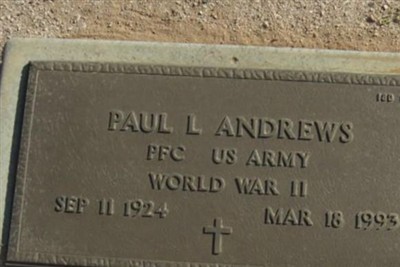 PAUL L ANDREWS
PFC US ARMY
WORLD WAR II
SEP 11 1924 MAR 18 1993